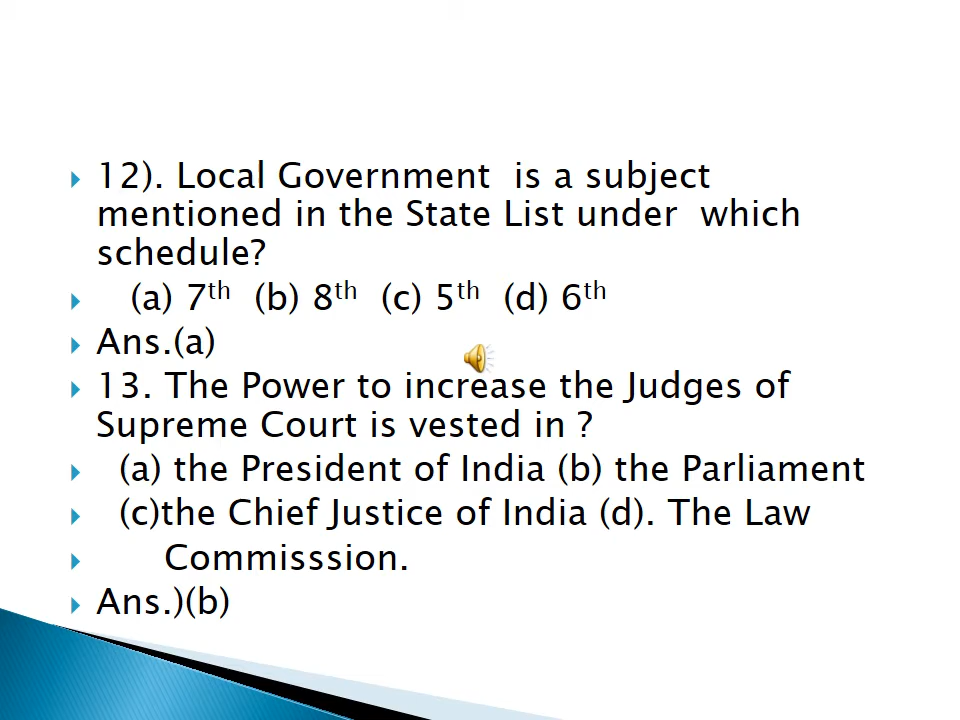 12). Local Government  is a subject
mentioned in the State List under  which
schedule?
(a) 7th  (b) 8th  (c) 5th  (d) 6th
Ans.(a)
13. The Power to increase the Judges of
Supreme Court is vested in ?
(a) the President of India (b) the Parliament
(c)the Chief Justice of India (d). The Law
Commisssion.
Ans.)(b)